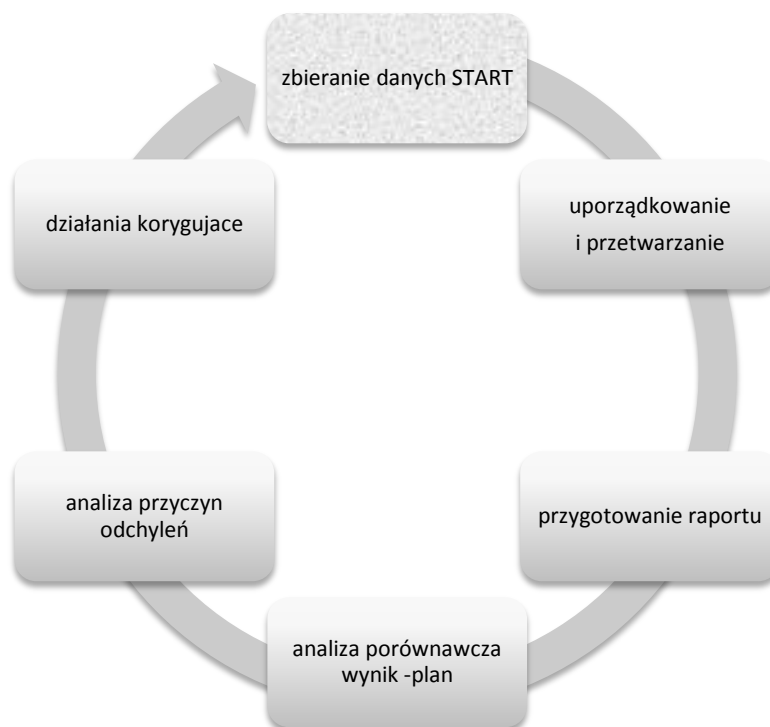 zbieranie danych START
uporządkowanie
i przetwarzanie
przygotowanie raportu
analiza porównawcza
wynik -plan
analiza przyczyn
odchyleń
działania korygujace